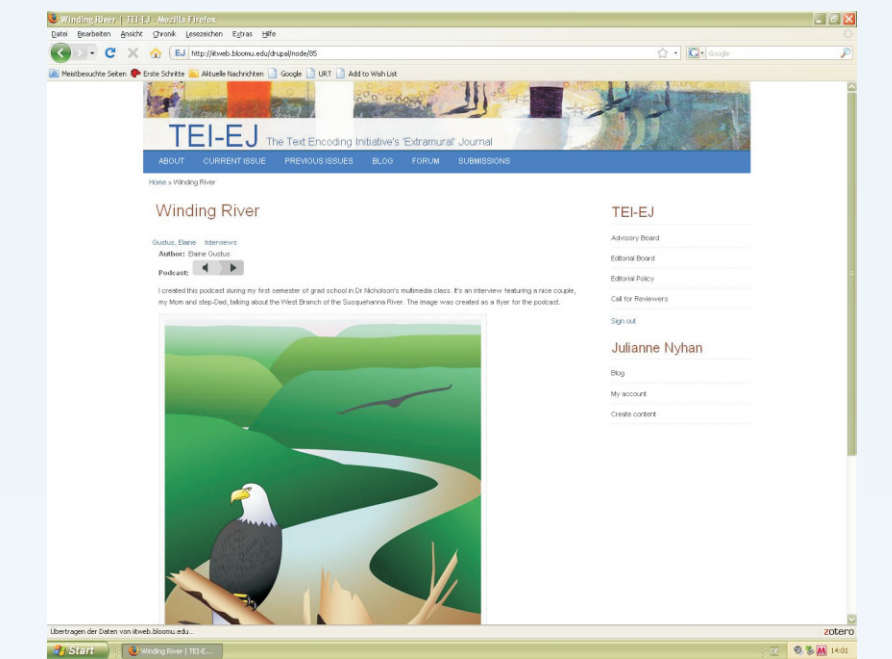 Winding River | TEI-EJ - Mozilla Firefox
Datei Bearbeiten Ansicht Chronik Lesezeichen Extras Hilfe
EJ http://iitweb.bloomu.edu/drupal/node/85 Google
Meistbesuchte Seiten Erste Schritte Aktuelle Nachrichten Google URT Add to Wish List
TEI-EJ The Text Encoding Initiative's 'Extramural' Journal
ABOUT CURRENT ISSUE PREVIOUS ISSUES BLOG FORUM SUBMISSIONS
Home » Winding River
Winding River
Gustus, Elaine Interviews
Author: Elaine Gustus
Podcast:
I created this podcast during my first semester of grad school in Dr Nicholson's multimedia class. It's an interview featuring a nice couple,
my Mom and step-Dad, talking about the West Branch of the Susquehanna River. The image was created as a flyer for the podcast.
TEI-EJ
Advisory Board
Editorial Board
Editorial Policy
Call for Reviewers
Sign out
Julianne Nyhan
Blog
My account
Create content
Übertragen der Daten von iitweb.bloomu.edu...
zotero
Start Winding River | TEI-E... DE 14:01